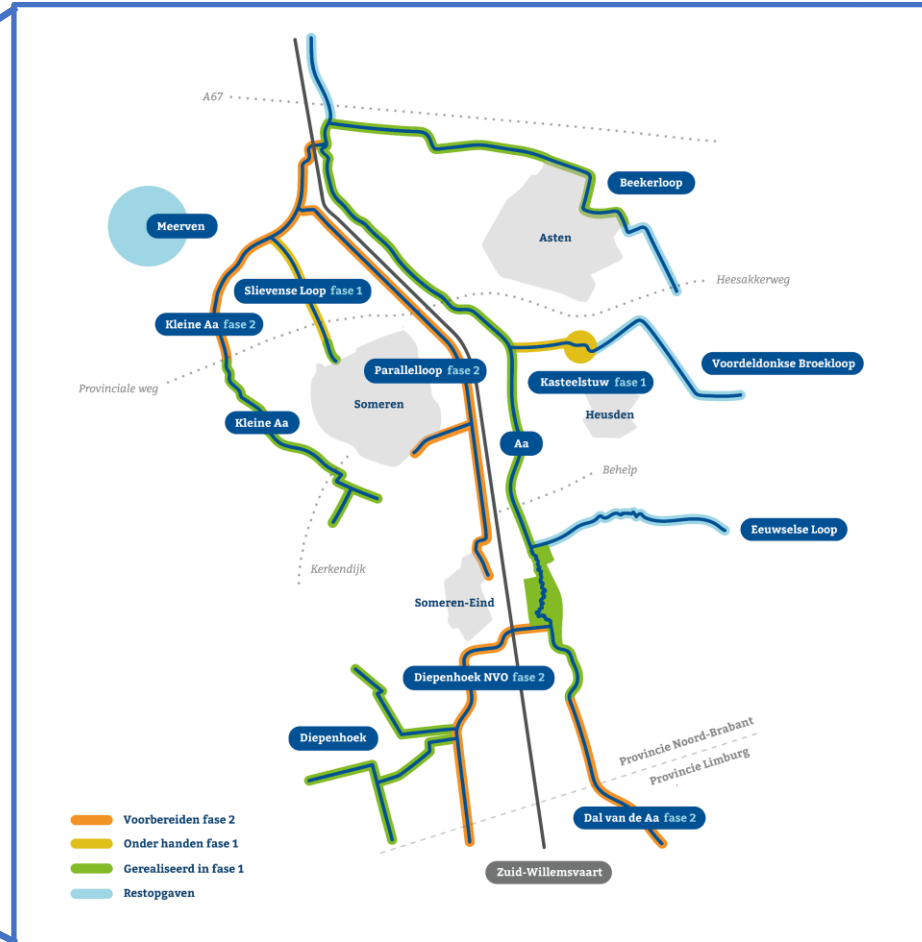 A67
Beekerloop
Meerven
Asten
Heesakkerweg
Slievense Loop fase 1
Kleine Aa fase 2
Voordeldonkse Broekloop
Parallelloop fase 2
Kasteelstuw fase 1
Provinciale weg
Someren
Heusden
Kleine Aa
Aa
Behelp
Eeuwselse Loop
Kerkendijk
Someren-Eind
Diepenhoek NVO fase 2
Diepenhoek
Provincie Noord-Brabant
Provincie Limburg
Dal van de Aa fase 2
Zuid-Willemsvaart
Voorbereiden fase 2
Onder handen fase 1
Gerealiseerd in fase 1
Restopgaven